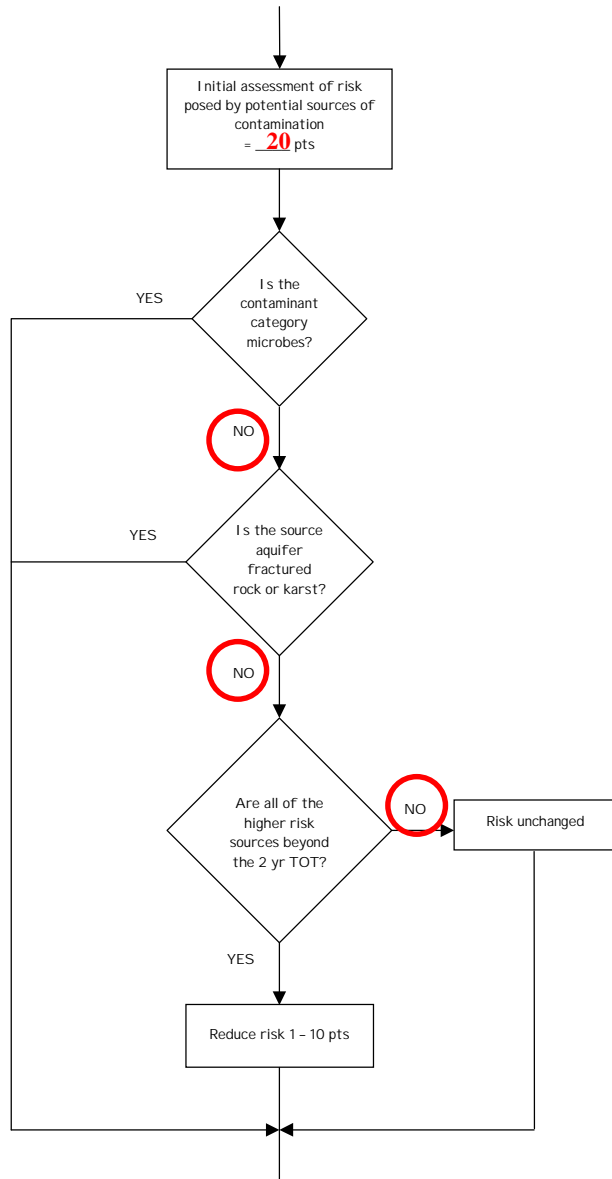 Initial assessment of risk
posed by potential sources of
contamination
= 20 pts
YES
Is the
contaminant
category
microbes?
NO
YES
Is the source
aquifer
fractured
rock or karst?
NO
Are all of the
higher risk
sources beyond
the 2 yr TOT?
NO
Risk unchanged
YES
Reduce risk 1 – 10 pts